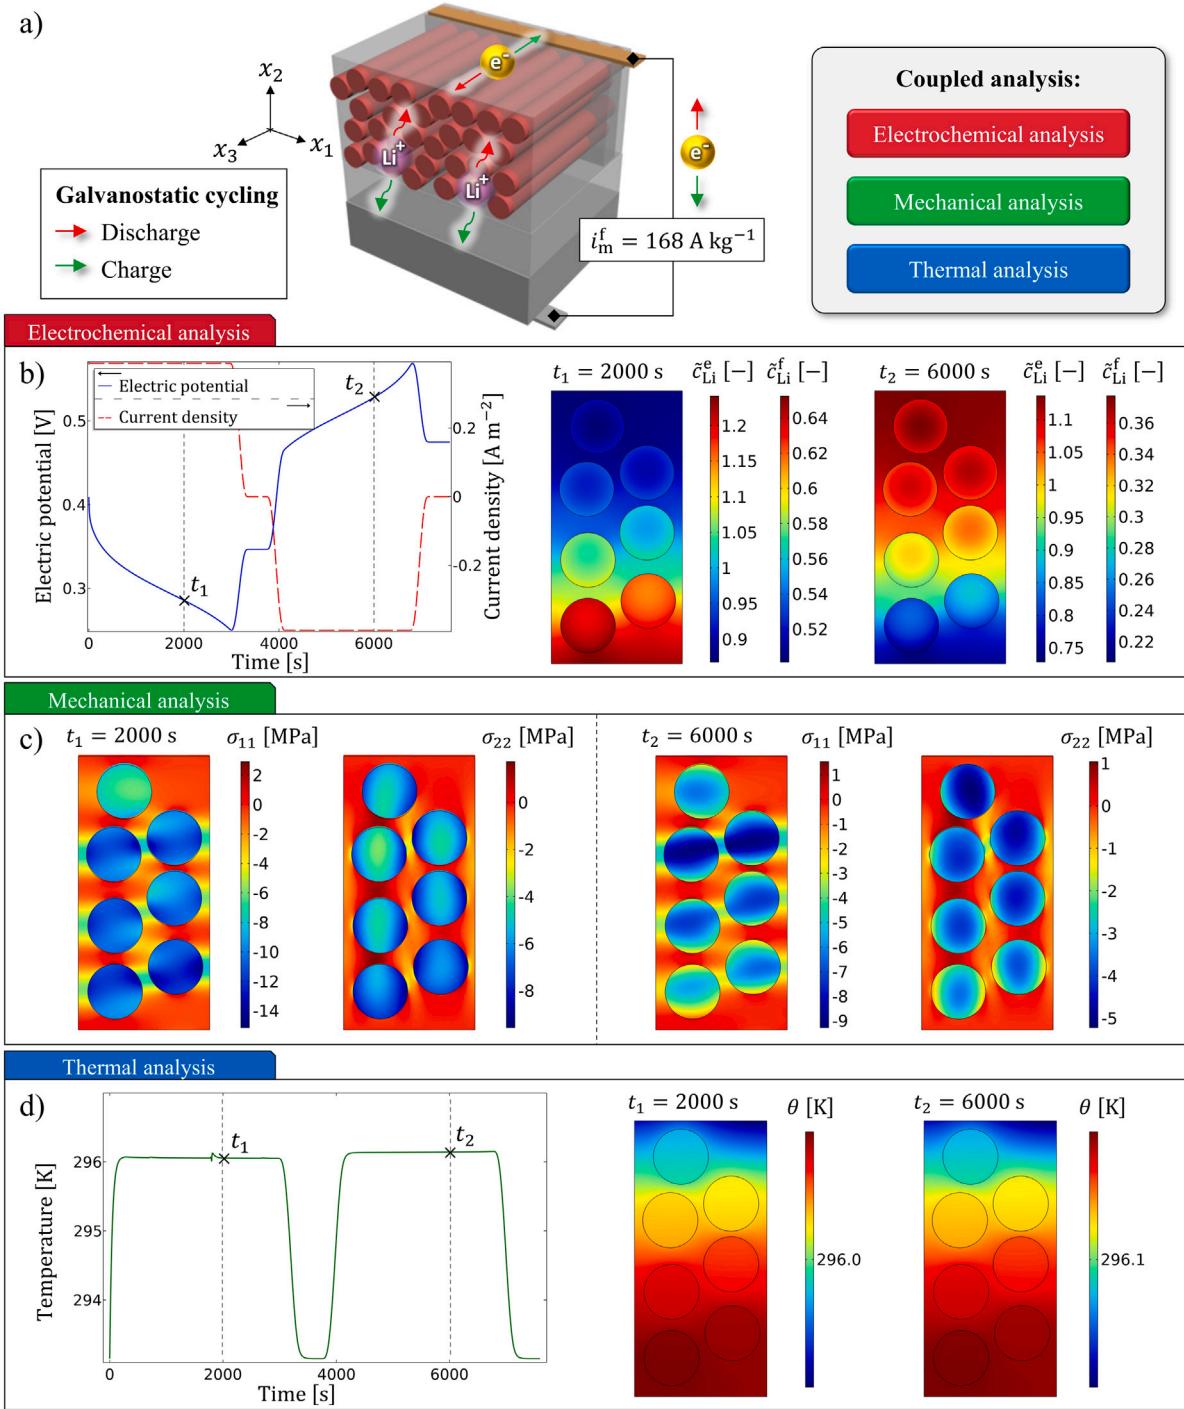 a)
x₂
x₃
x₁
e⁻
Li⁺
Li⁺
e⁻
i_m^f = 168 A kg⁻¹
Galvanostatic cycling
Discharge
Charge
Coupled analysis:
Electrochemical analysis
Mechanical analysis
Thermal analysis
Electrochemical analysis
b)
Electric potential
Current density
t₁
t₂
Electric potential [V]
0.5
0.4
0.3
Current density [A m⁻²]
0.2
0
-0.2
0 2000 4000 6000
Time [s]
t₁ = 2000 s
c̃_Li^e [−]
c̃_Li^f [−]
1.2
1.15
1.1
1.05
1
0.95
0.9
0.64
0.62
0.60
0.58
0.56
0.54
0.52
t₂ = 6000 s
c̃_Li^e [−]
c̃_Li^f [−]
1.1
1.05
1
0.95
0.9
0.85
0.8
0.75
0.36
0.34
0.32
0.30
0.28
0.26
0.24
0.22
Mechanical analysis
c)
t₁ = 2000 s
σ₁₁ [MPa]
2
0
-2
-4
-6
-8
-10
-12
-14
σ₂₂ [MPa]
0
-2
-4
-6
-8
t₂ = 6000 s
σ₁₁ [MPa]
1
0
-1
-2
-3
-4
-5
-6
-7
-8
-9
σ₂₂ [MPa]
1
0
-1
-2
-3
-4
-5
Thermal analysis
d)
Temperature [K]
296
295
294
t₁
t₂
0 2000 4000 6000
Time [s]
t₁ = 2000 s
θ [K]
296.0
t₂ = 6000 s
θ [K]
296.1